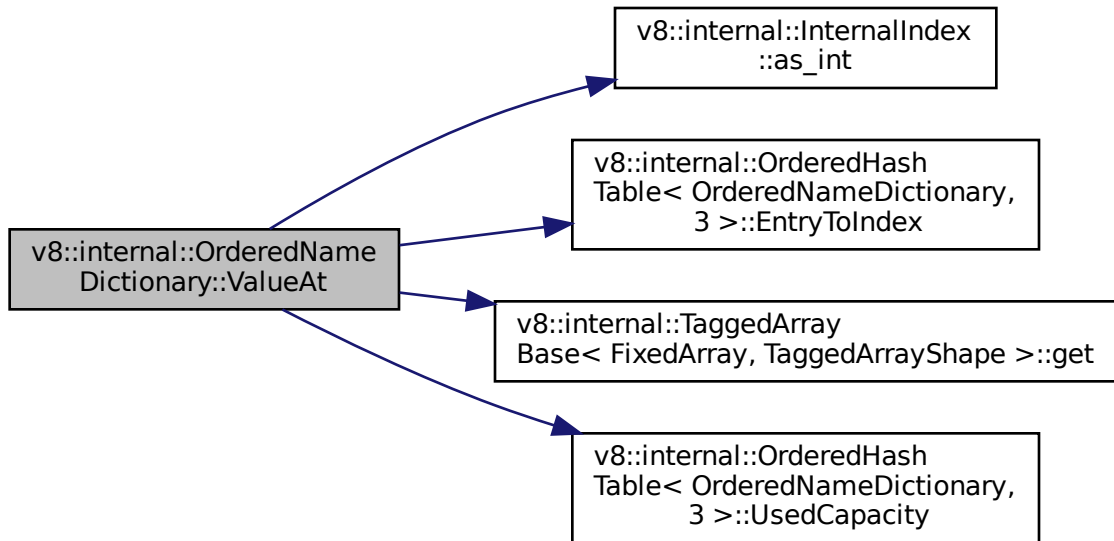 v8::internal::InternalIndex
::as_int
v8::internal::OrderedHash
Table< OrderedNameDictionary,
3 >::EntryToIndex
v8::internal::OrderedName
Dictionary::ValueAt
v8::internal::TaggedArray
Base< FixedArray, TaggedArrayShape >::get
v8::internal::OrderedHash
Table< OrderedNameDictionary,
3 >::UsedCapacity